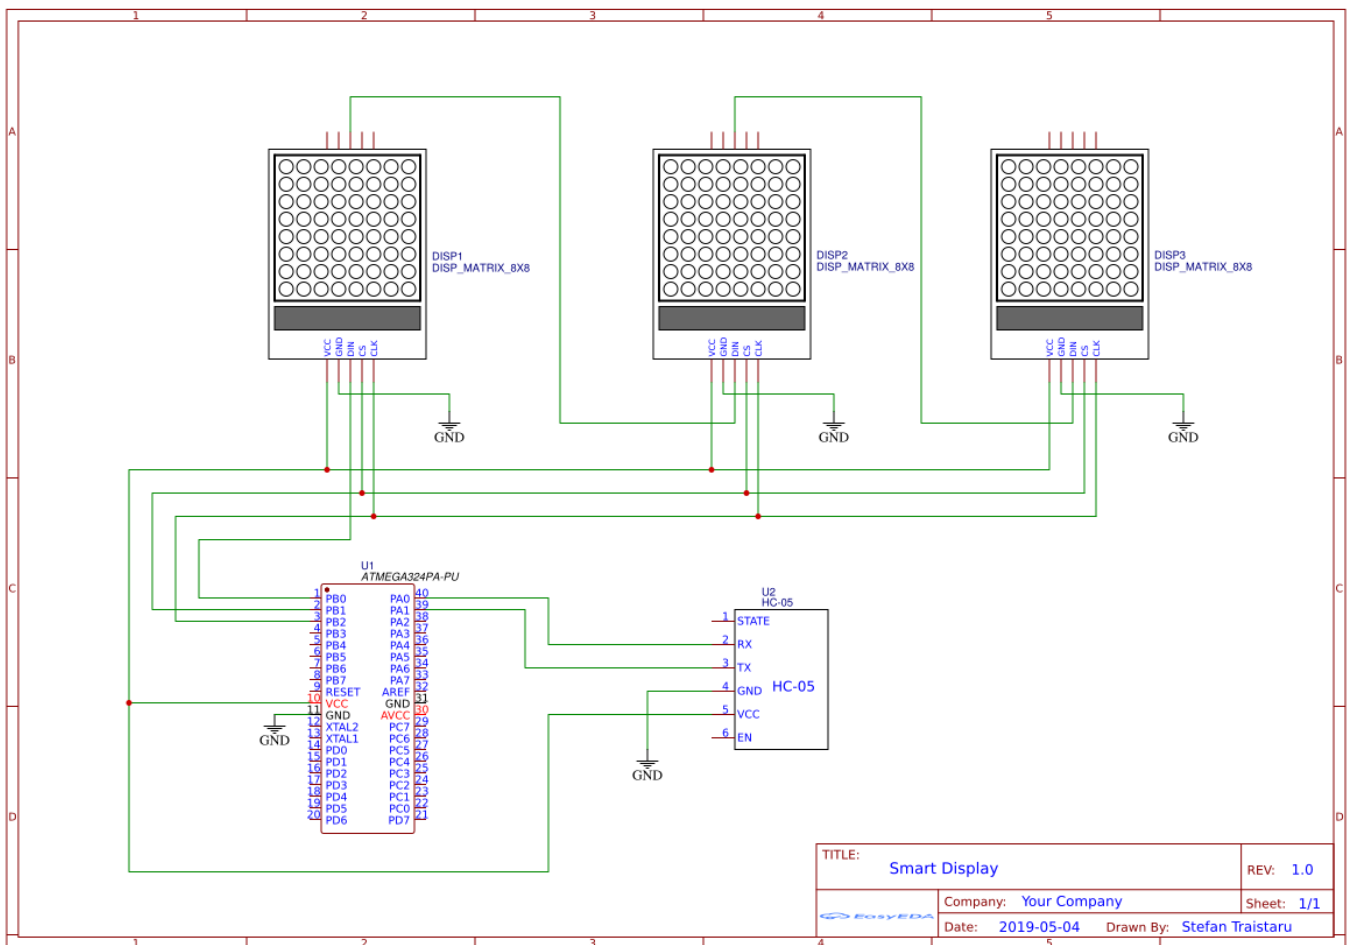 1 2 3 4 5
A A
DISP1
DISP_MATRIX_8X8
DISP2
DISP_MATRIX_8X8
DISP3
DISP_MATRIX_8X8
B B
VCC GND DIN CS CLK
VCC GND DIN CS CLK
VCC GND DIN CS CLK
GND GND GND
C C
U1
ATMEGA324PA-PU
1 PB0 PA0 40
2 PB1 PA1 39
3 PB2 PA2 38
4 PB3 PA3 37
5 PB4 PA4 36
6 PB5 PA5 35
7 PB6 PA6 34
8 PB7 PA7 33
9 RESET AREF 32
10 VCC GND 31
11 GND AVCC 30
12 XTAL2 PC7 29
13 XTAL1 PC6 28
14 PD0 PC5 27
15 PD1 PC4 26
16 PD2 PC3 25
17 PD3 PC2 24
18 PD4 PC1 23
19 PD5 PC0 22
20 PD6 PD7 21
GND
U2
HC-05
1 STATE
2 RX
3 TX
4 GND
HC-05
5 VCC
6 EN
GND
D D
TITLE:
Smart Display
REV: 1.0
EasyEDA
Company: Your Company
Sheet: 1/1
Date: 2019-05-04 Drawn By: Stefan Traistaru
1 2 3 4 5